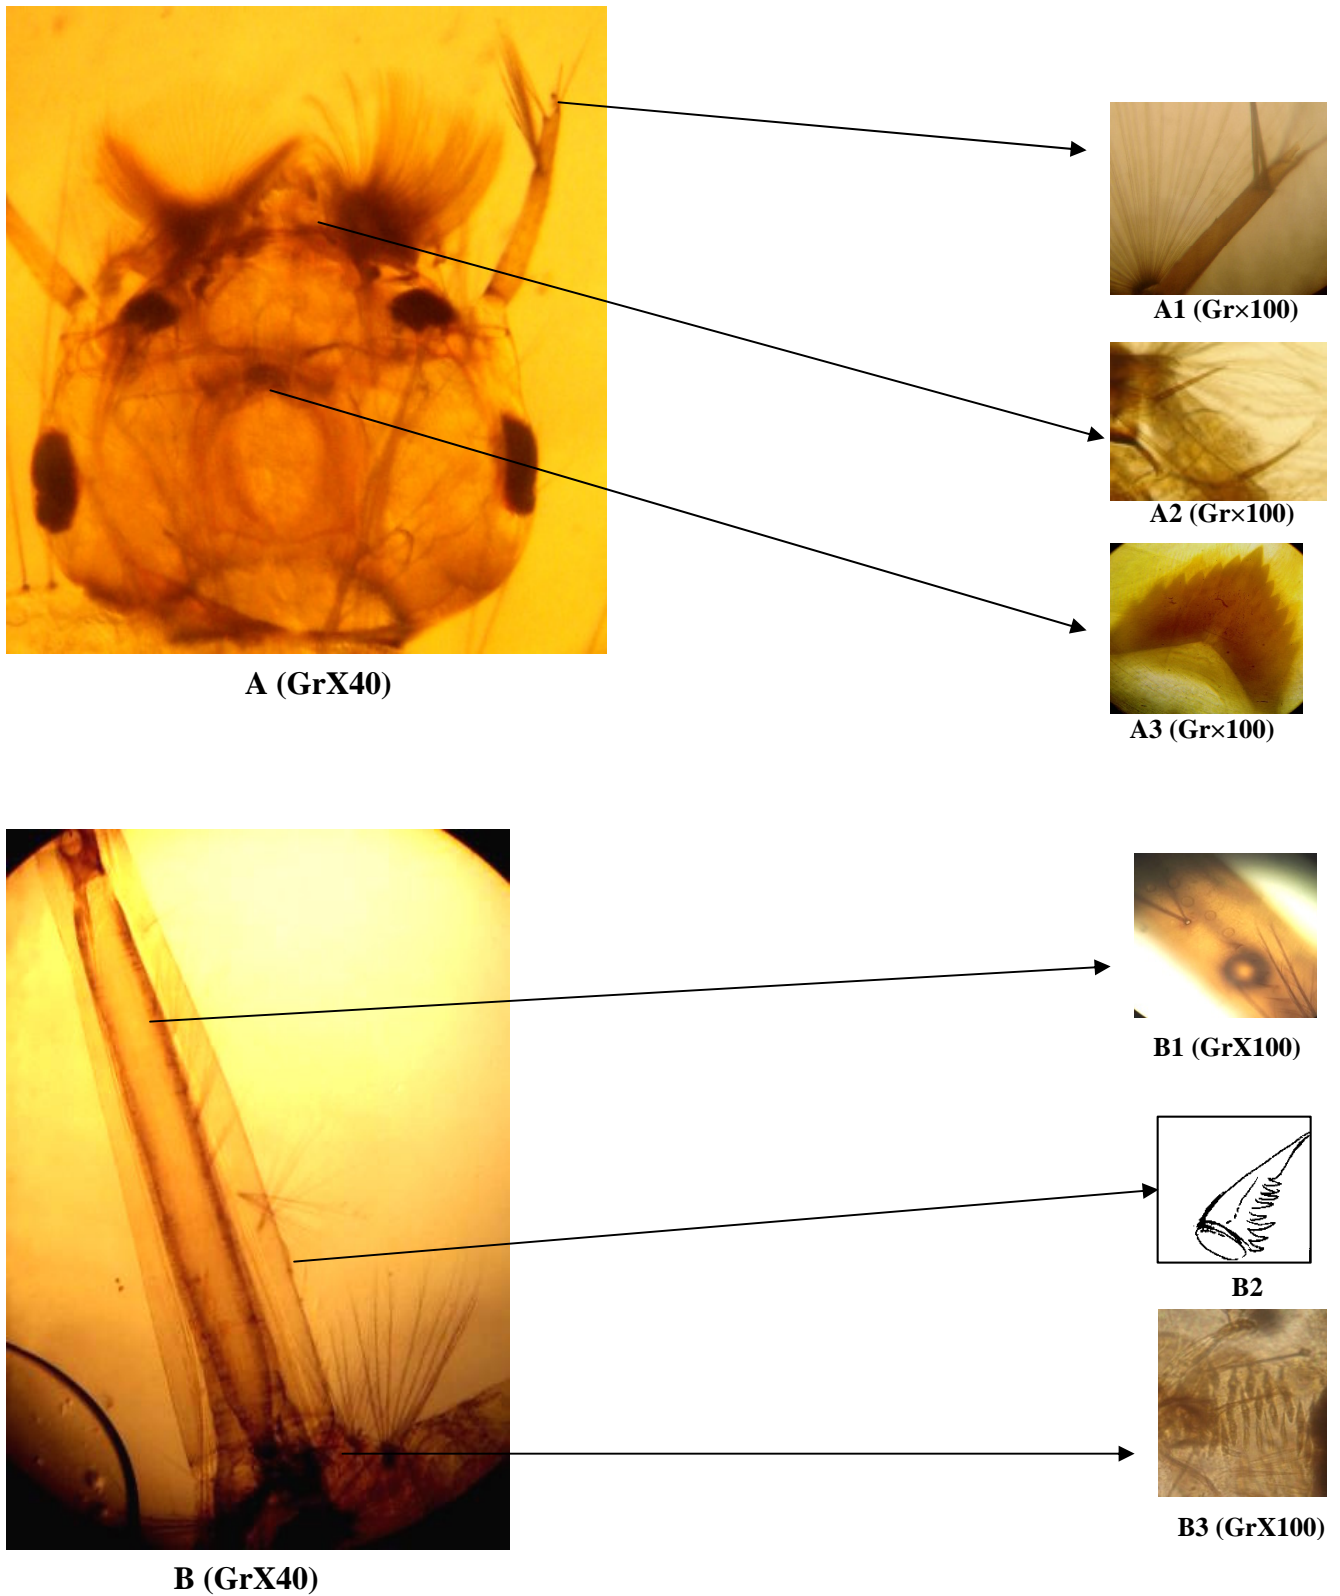 A1 (Gr×100)
A2 (Gr×100)
A3 (Gr×100)
A (GrX40)
B1 (GrX100)
B2
B3 (GrX100)
B (GrX40)